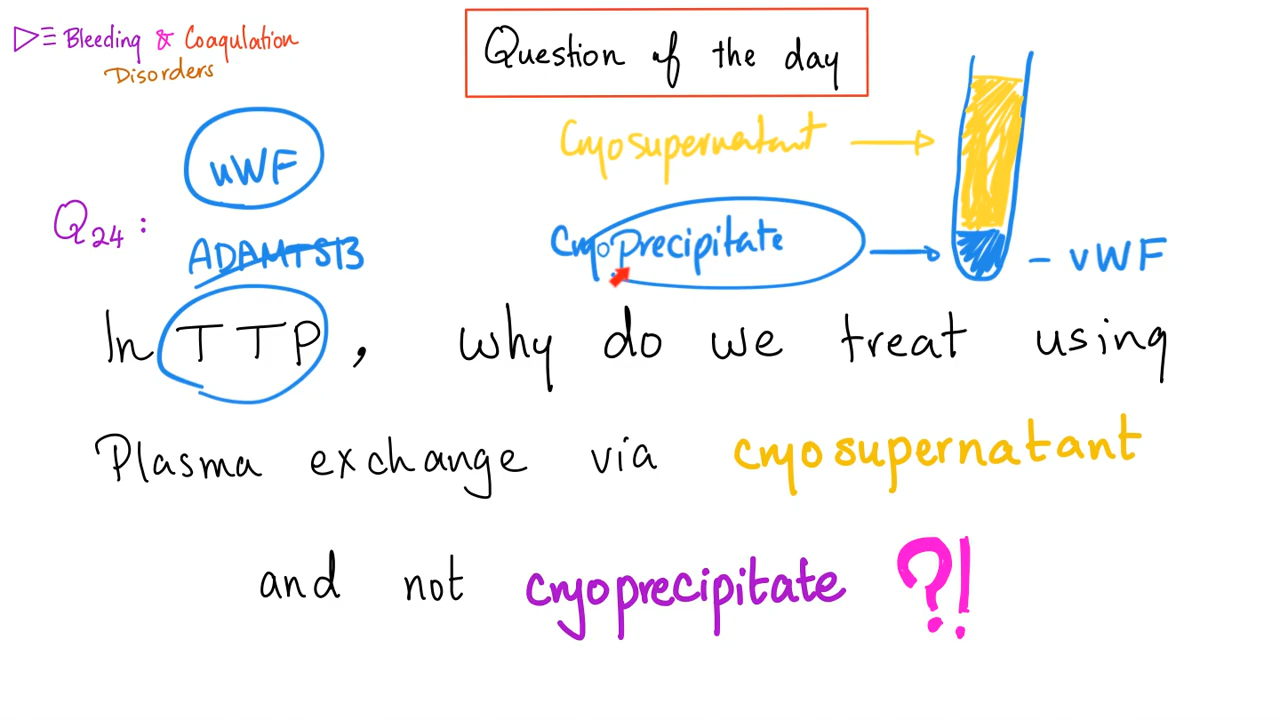 Bleeding & Coagulation
Disorders
Question of the day
Cryosupernatant
vWF
Q24:
ADAMTS13
Cryoprecipitate
- vWF
In TTP, why do we treat using
Plasma exchange via cryosupernatant
and not cryoprecipitate ?!